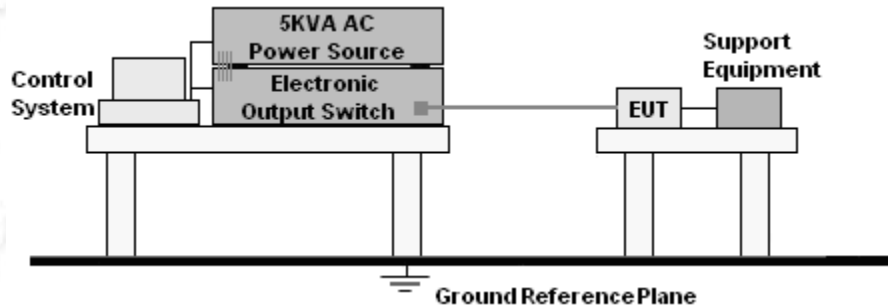 5KVA AC
Power Source
Control
System
Electronic
Output Switch
EUT
Support
Equipment
Ground Reference Plane